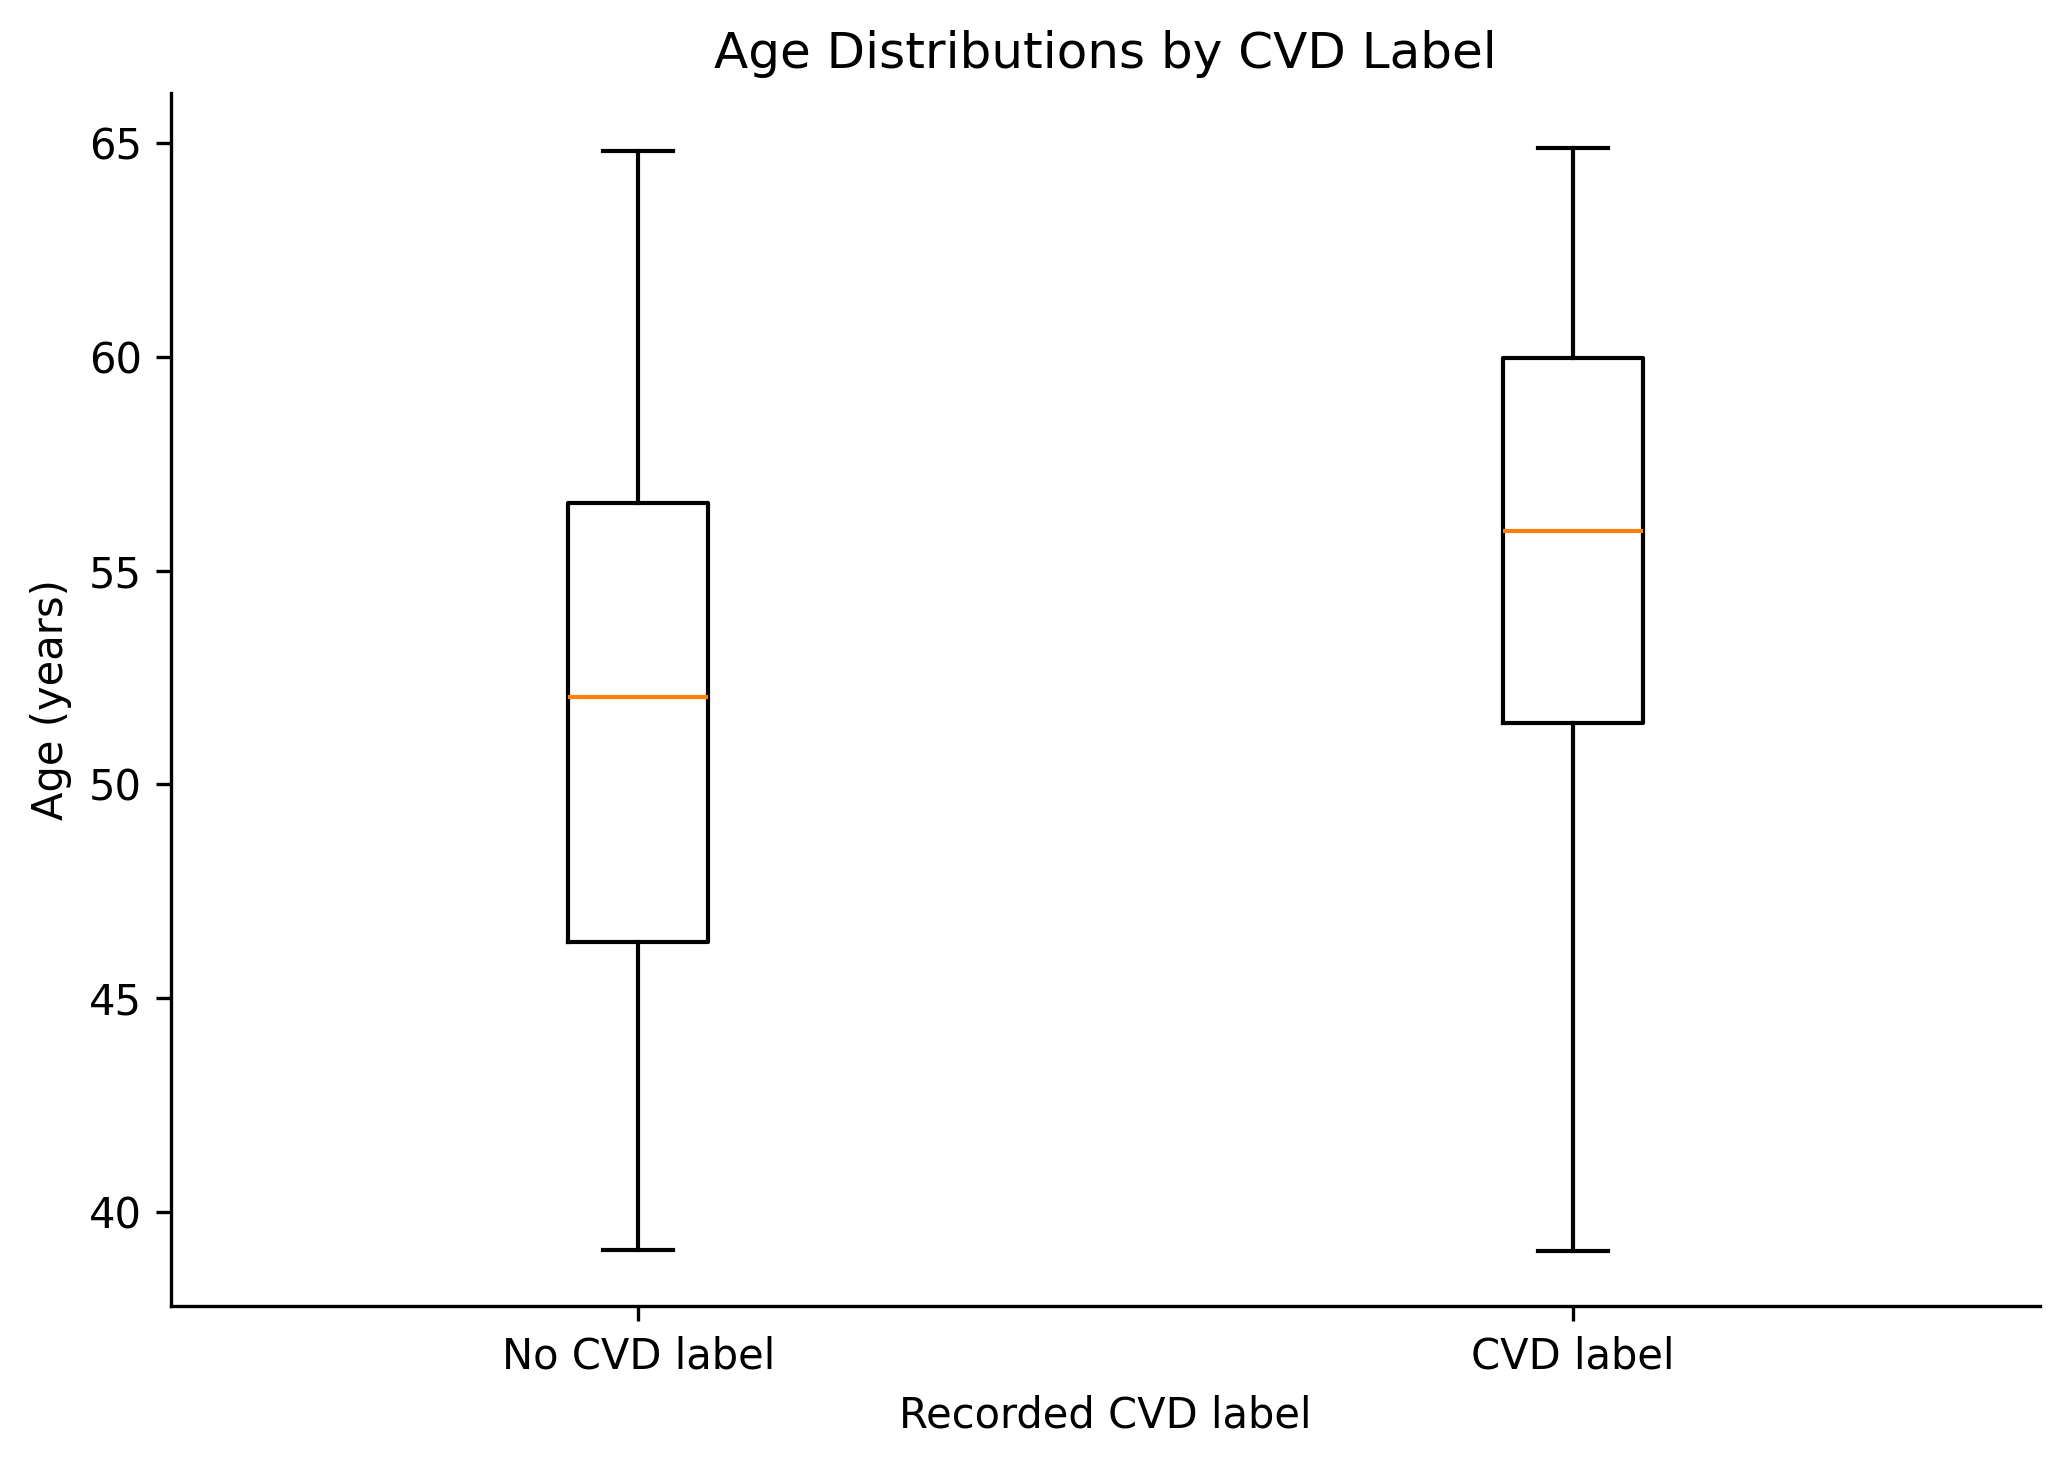 Age Distributions by CVD Label
Age (years)
65
60
55
50
45
40
No CVD label
CVD label
Recorded CVD label